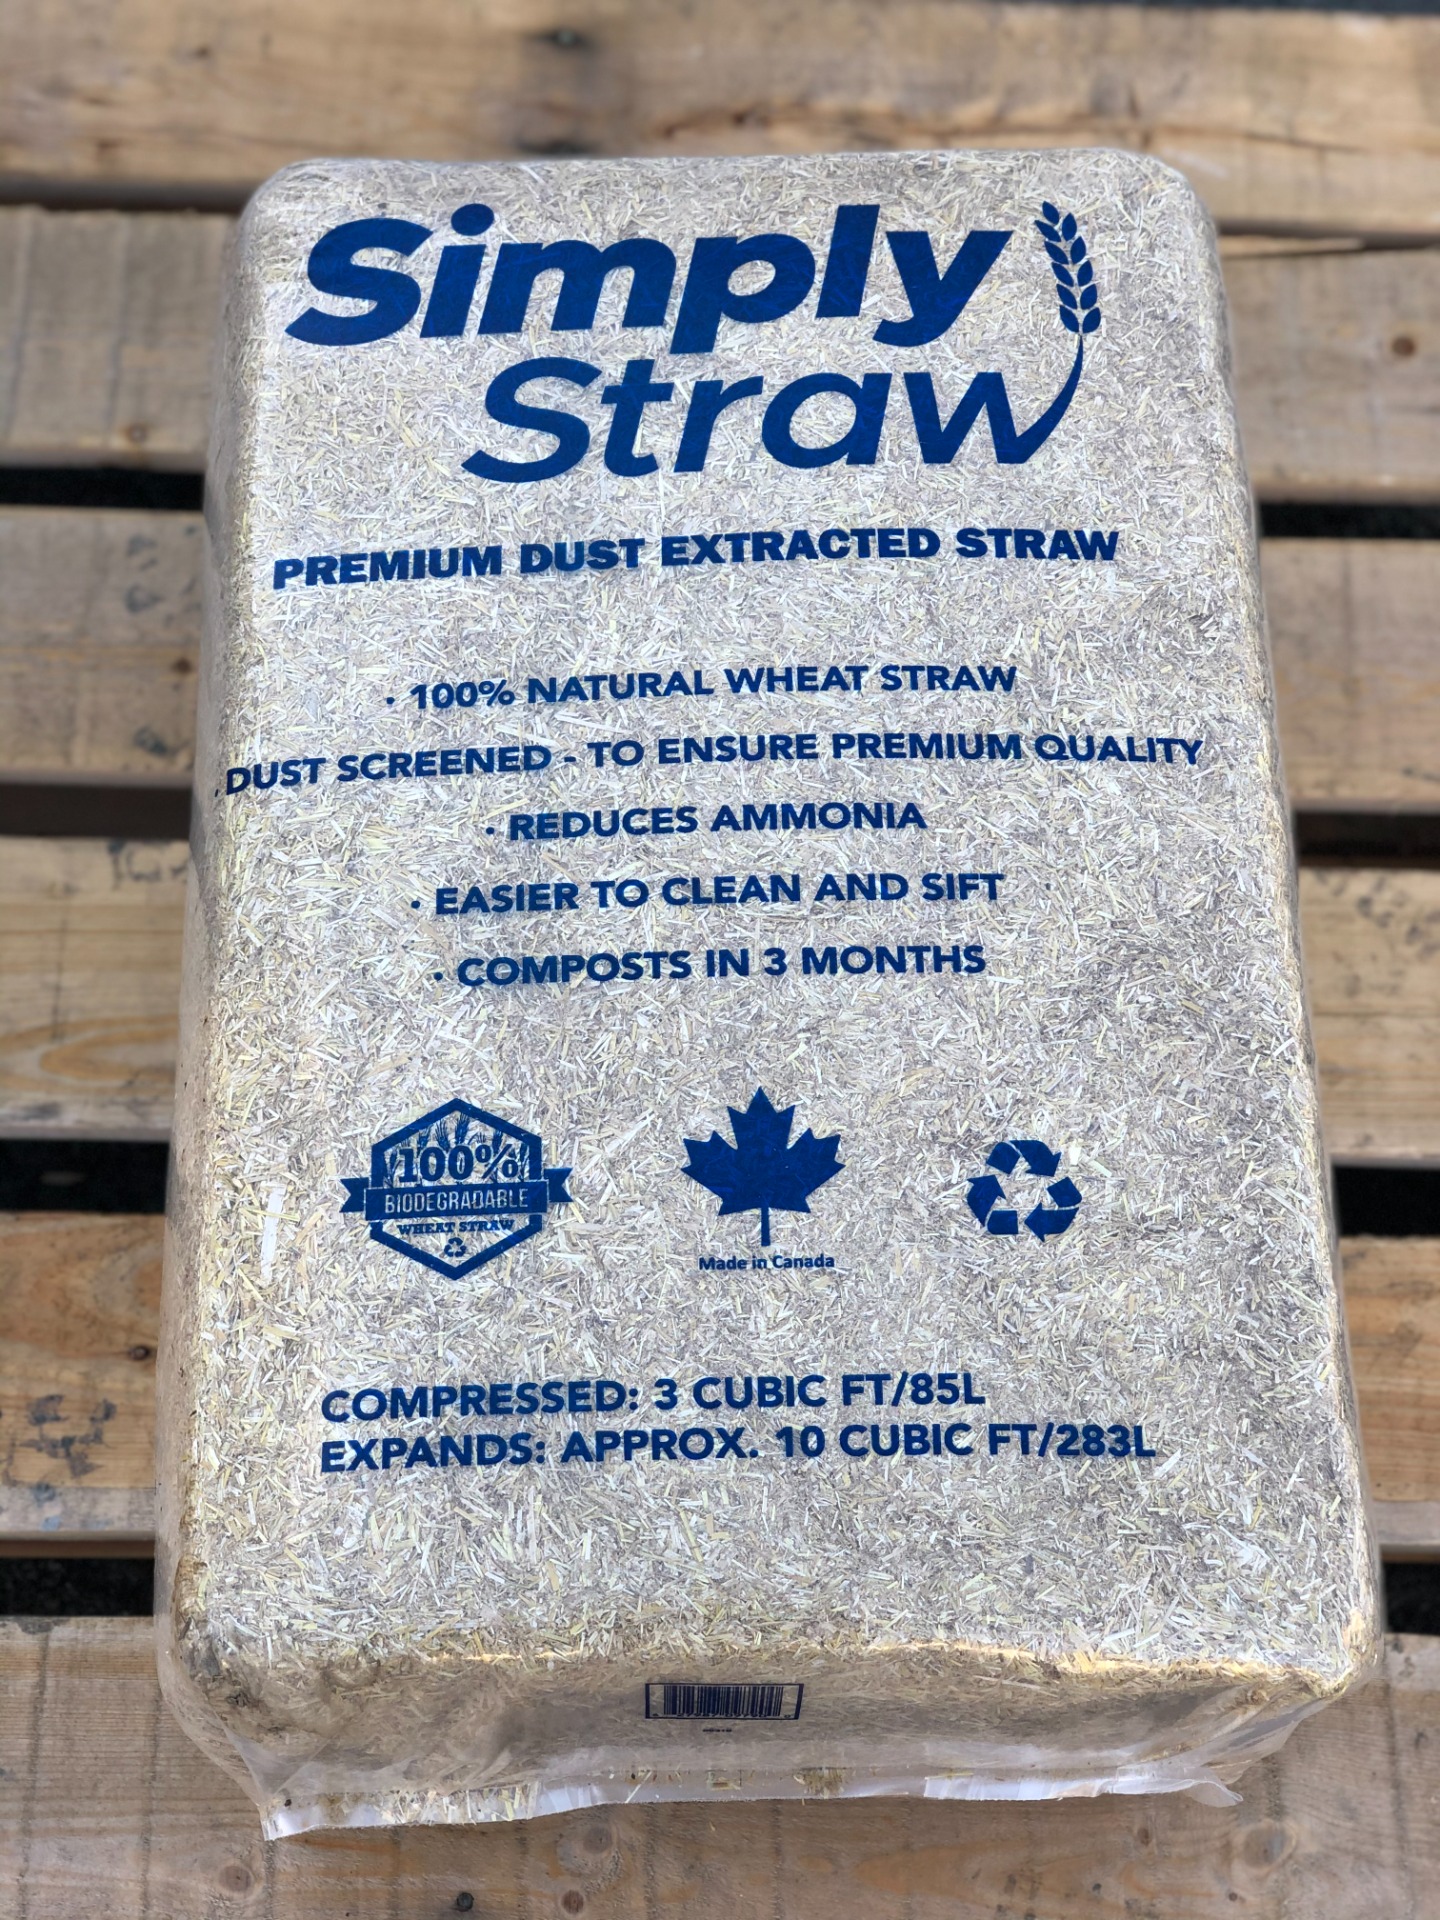 Simply
Straw
PREMIUM DUST EXTRACTED STRAW
· 100% NATURAL WHEAT STRAW
· DUST SCREENED - TO ENSURE PREMIUM QUALITY
· REDUCES AMMONIA
· EASIER TO CLEAN AND SIFT
· COMPOSTS IN 3 MONTHS
100%
BIODEGRADABLE
WHEAT STRAW
Made in Canada
COMPRESSED: 3 CUBIC FT/85L
EXPANDS: APPROX. 10 CUBIC FT/283L